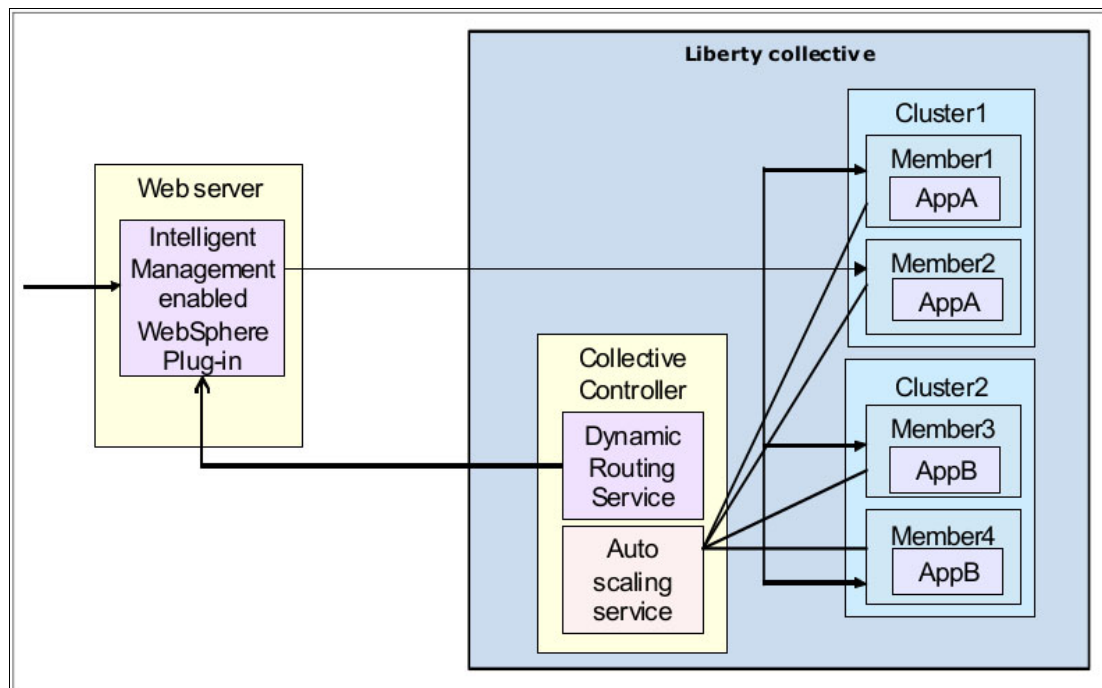 Liberty collective
Web server
Intelligent
Management
enabled
WebSphere
Plug-in
Collective
Controller
Dynamic
Routing
Service
Auto
scaling
service
Cluster1
Member1
AppA
Member2
AppA
Cluster2
Member3
AppB
Member4
AppB